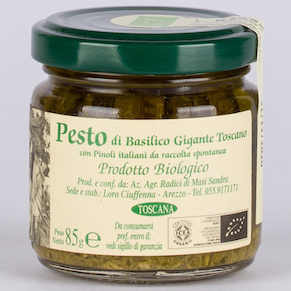 Pesto di Basilico Gigante Toscano
con Pinoli italiani da raccolta spontanea
Prodotto Biologico
Prod. e conf. da: Az. Agr. Radici di Masi Sandra
Sede e stab.: Loro Ciuffenna - Arezzo - Tel. 055.9171171
TOSCANA
Peso
Netto 85g e
Da consumarsi
pref. entro il:
vedi sigillo di garanzia
ICEA